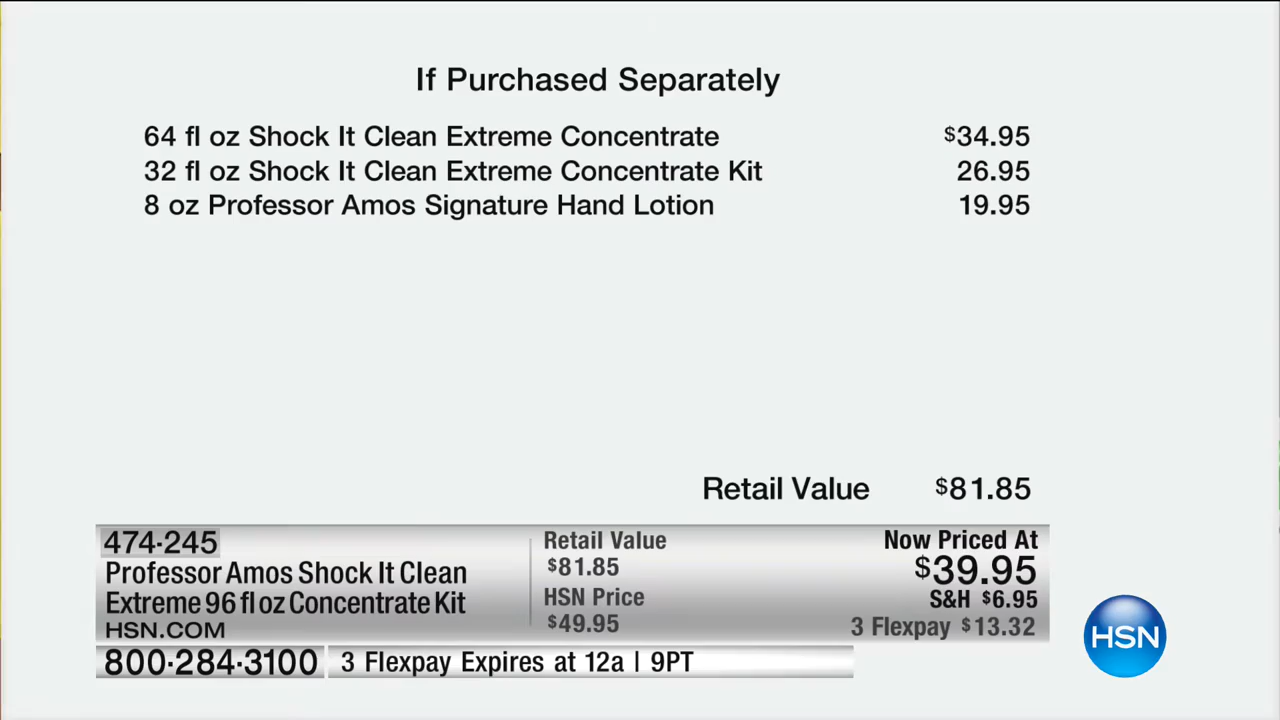 If Purchased Separately
64 fl oz Shock It Clean Extreme Concentrate $34.95
32 fl oz Shock It Clean Extreme Concentrate Kit 26.95
8 oz Professor Amos Signature Hand Lotion 19.95
Retail Value $81.85
474·245
Professor Amos Shock It Clean
Extreme 96 fl oz Concentrate Kit
HSN.COM
Retail Value
$81.85
HSN Price
$49.95
Now Priced At
$39.95
S&H $6.95
3 Flexpay $13.32
HSN
800·284·3100
3 Flexpay Expires at 12a | 9PT